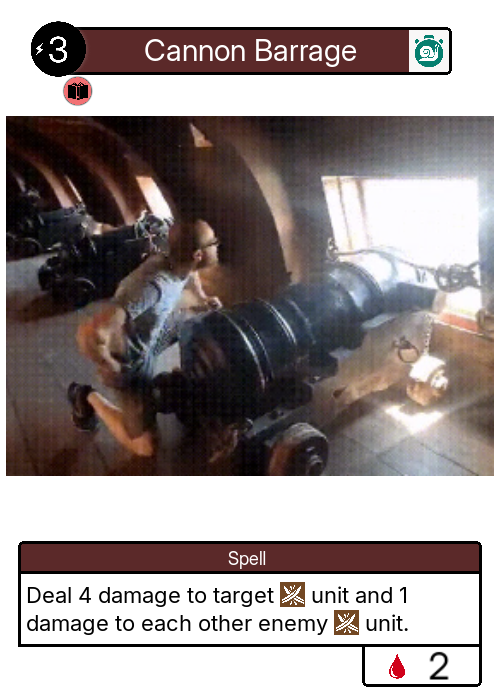 3 Cannon Barrage
Spell
Deal 4 damage to target unit and 1
damage to each other enemy unit.
2